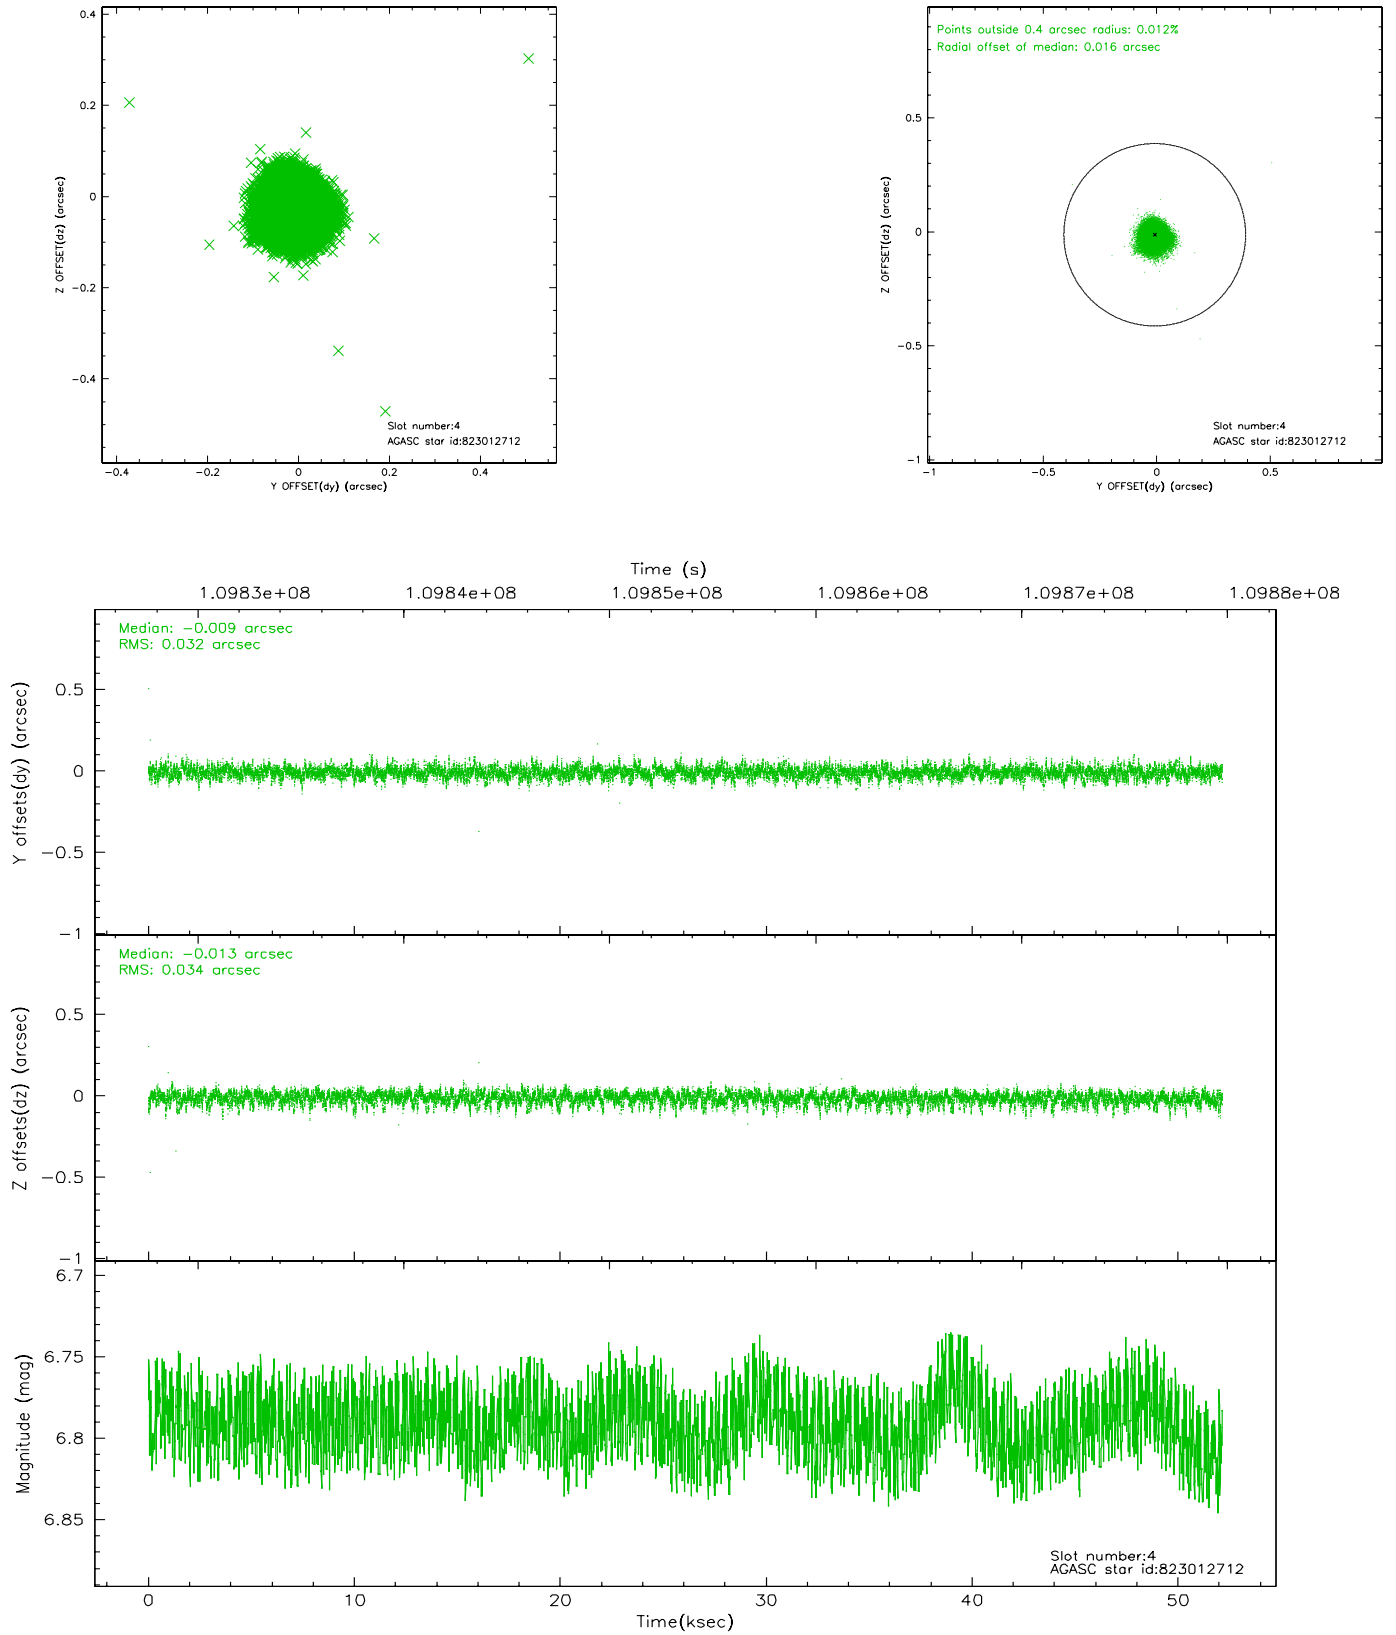 0.4
0.2
0
−0.2
−0.4
Z OFFSET(dz) (arcsec)
Slot number:4
AGASC star id:823012712
−0.4
−0.2
0
0.2
0.4
Y OFFSET(dy) (arcsec)
Points outside 0.4 arcsec radius: 0.012%
Radial offset of median: 0.016 arcsec
0.5
0
−0.5
−1
Z OFFSET(dz) (arcsec)
Slot number:4
AGASC star id:823012712
−1
−0.5
0
0.5
Y OFFSET(dy) (arcsec)
Time (s)
1.0983e+08
1.0984e+08
1.0985e+08
1.0986e+08
1.0987e+08
1.0988e+08
Median: −0.009 arcsec
RMS: 0.032 arcsec
0.5
0
−0.5
−1
Y offsets(dy) (arcsec)
Median: −0.013 arcsec
RMS: 0.034 arcsec
0.5
0
−0.5
−1
Z offsets(dz) (arcsec)
6.7
6.75
6.8
6.85
Magnitude (mag)
Slot number:4
AGASC star id:823012712
0
10
20
30
40
50
Time(ksec)